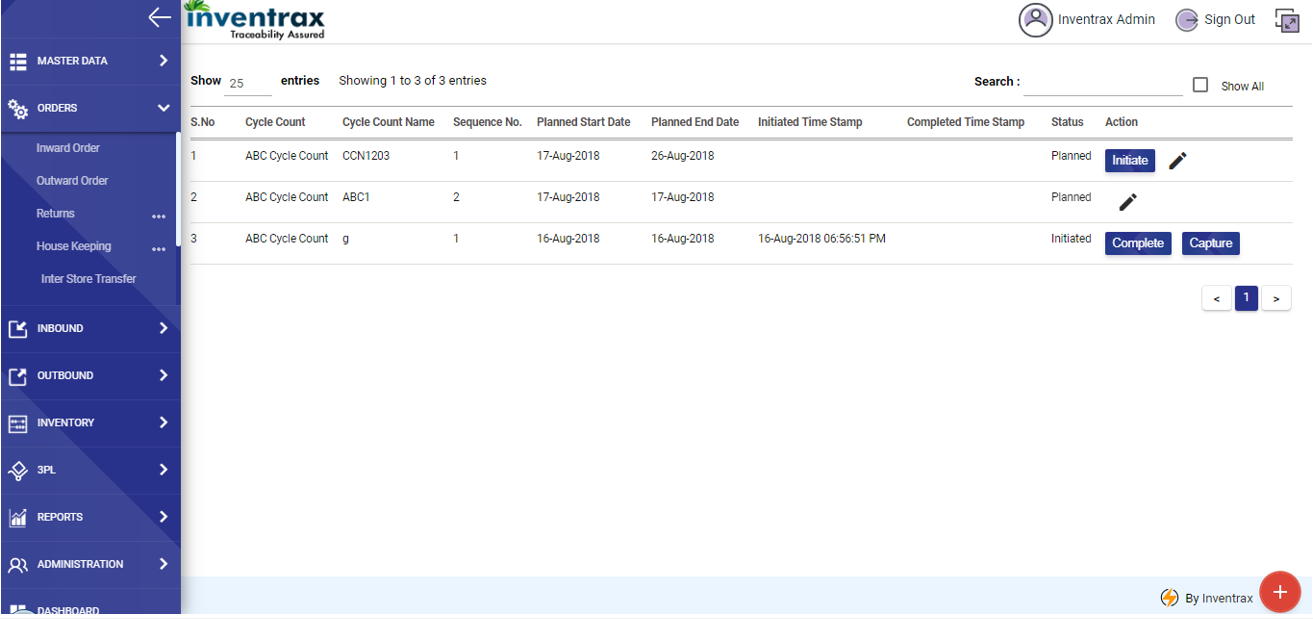 inventrax
Traceability Assured
Inventrax Admin
Sign Out
MASTER DATA
ORDERS
Inward Order
Outward Order
Returns
House Keeping
Inter Store Transfer
INBOUND
OUTBOUND
INVENTORY
3PL
REPORTS
ADMINISTRATION
DASHBOARD
Show 25 entries Showing 1 to 3 of 3 entries Search : Show All
S.No Cycle Count Cycle Count Name Sequence No. Planned Start Date Planned End Date Initiated Time Stamp Completed Time Stamp Status Action
1 ABC Cycle Count CCN1203 1 17-Aug-2018 26-Aug-2018 Planned Initiate
2 ABC Cycle Count ABC1 2 17-Aug-2018 17-Aug-2018 Planned
3 ABC Cycle Count g 1 16-Aug-2018 16-Aug-2018 16-Aug-2018 06:56:51 PM Initiated Complete Capture
< 1 >
By Inventrax
+